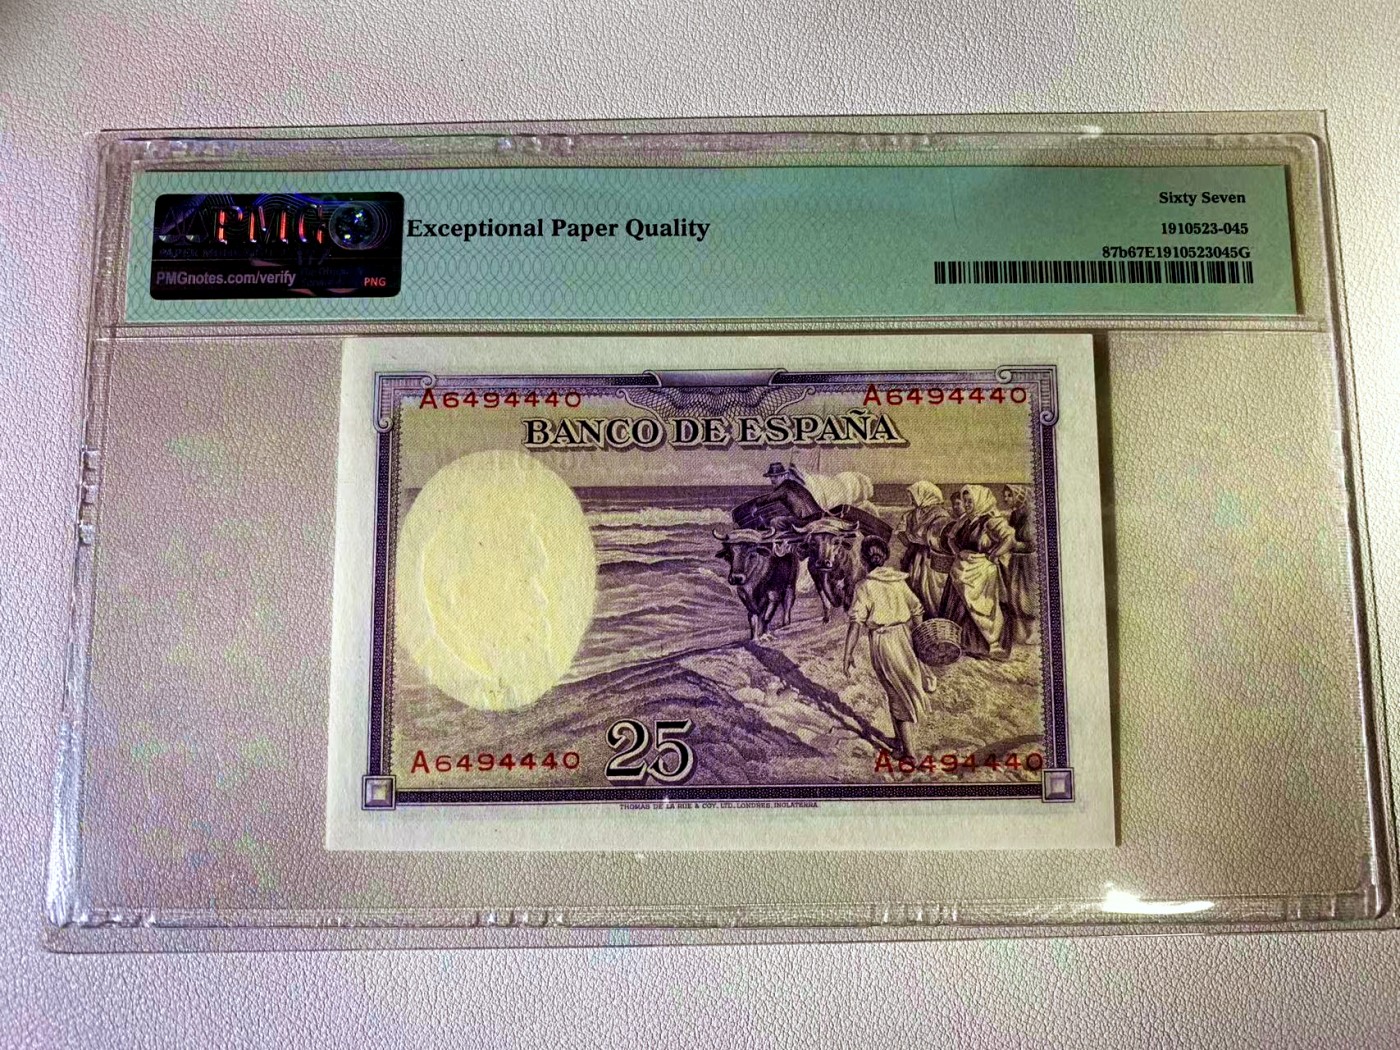 PMG
PMGnotes.com/verify
PNG
Exceptional Paper Quality
Sixty Seven
1910523-045
87b67E1910523045G
A6494440 A6494440
BANCO DE ESPAÑA
25
A6494440 A6494440
THOMAS DE LA RUE & COY. LTD. LONDRES, INGLATERRA.